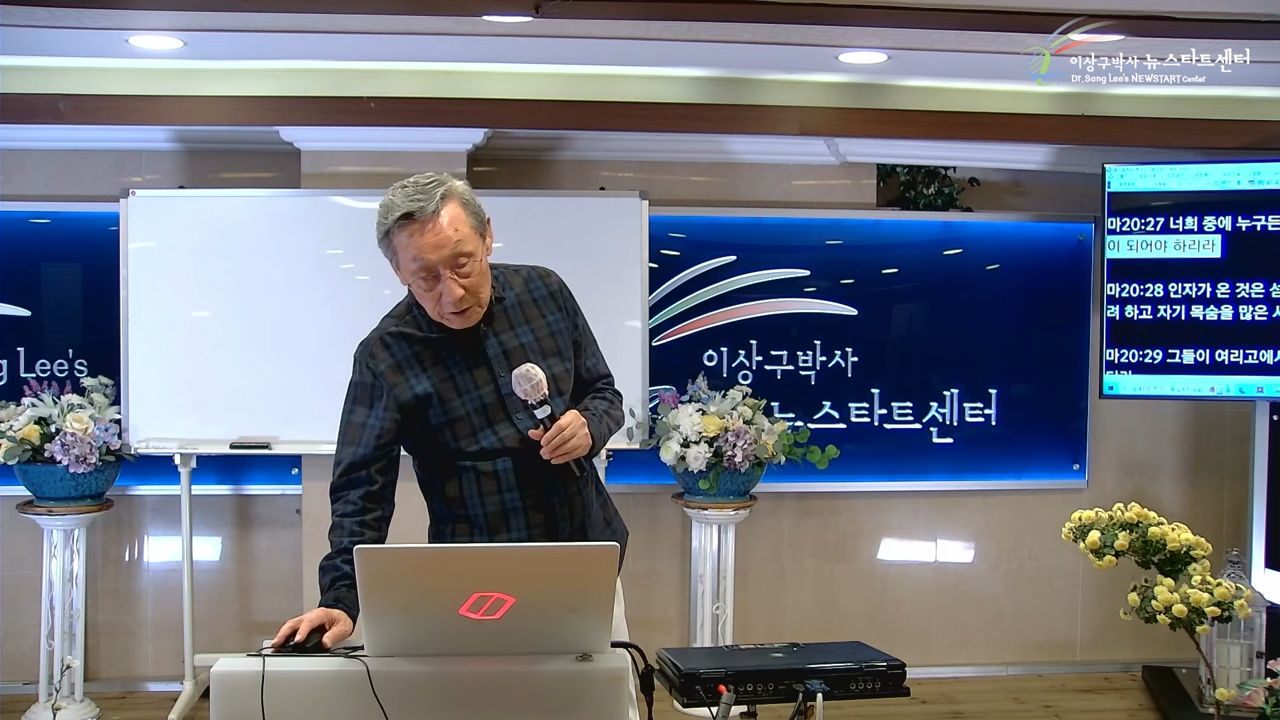 이상구박사 뉴스타트센터
Dr. Sang Lee's NEWSTART Center
g Lee's
이상구박사
뉴스타트센터
마20:27 너희 중에 누구든
이 되어야 하리라
마20:28 인자가 온 것은 섬
려 하고 자기 목숨을 많은 사
마20:29 그들이 여리고에서